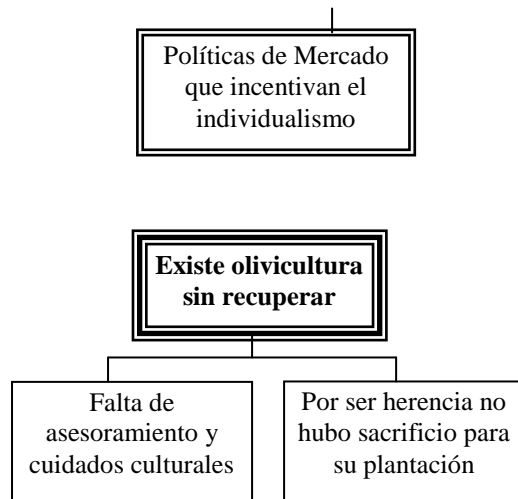 Políticas de Mercado
que incentivan el
individualismo
Existe olivicultura
sin recuperar
Falta de
asesoramiento y
cuidados culturales
Por ser herencia no
hubo sacrificio para
su plantación